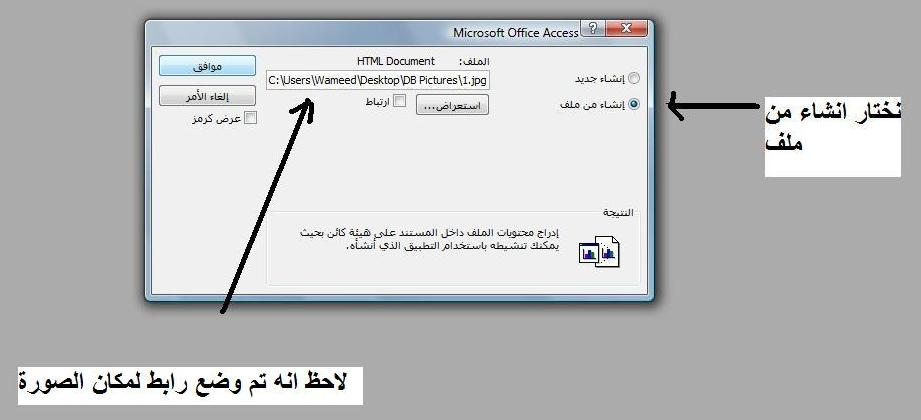 Microsoft Office Access
إنشاء جديد
إنشاء من ملف
الملف: HTML Document
C:\Users\Wameed\Desktop\DB Pictures\1.jpg
استعراض...
ارتباط
موافق
إلغاء الأمر
عرض كرمز
النتيجة
إدراج محتويات الملف داخل المستند على هيئة كائن بحيث
يمكنك تنشيطه باستخدام التطبيق الذي أنشأه.
نختار انشاء من
ملف
لاحظ انه تم وضع رابط لمكان الصورة